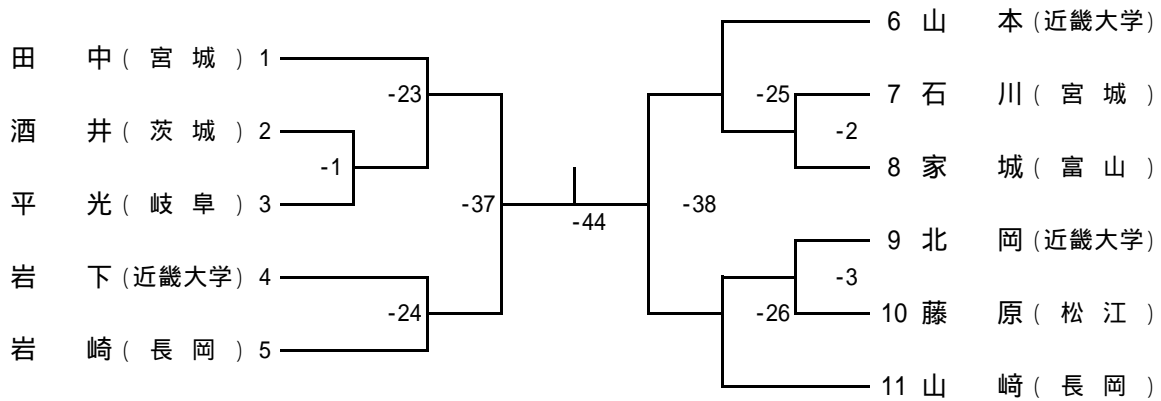 田 中 ( 宮 城 ) 1
酒 井 ( 茨 城 ) 2
平 光 ( 岐 阜 ) 3
岩 下 (近畿大学) 4
岩 崎 ( 長 岡 ) 5
-1
-23
-24
-37
-44
-38
-25
-2
-26
-3
6 山 本 (近畿大学)
7 石 川 ( 宮 城 )
8 家 城 ( 富 山 )
9 北 岡 (近畿大学)
10 藤 原 ( 松 江 )
11 山 﨑 ( 長 岡 )